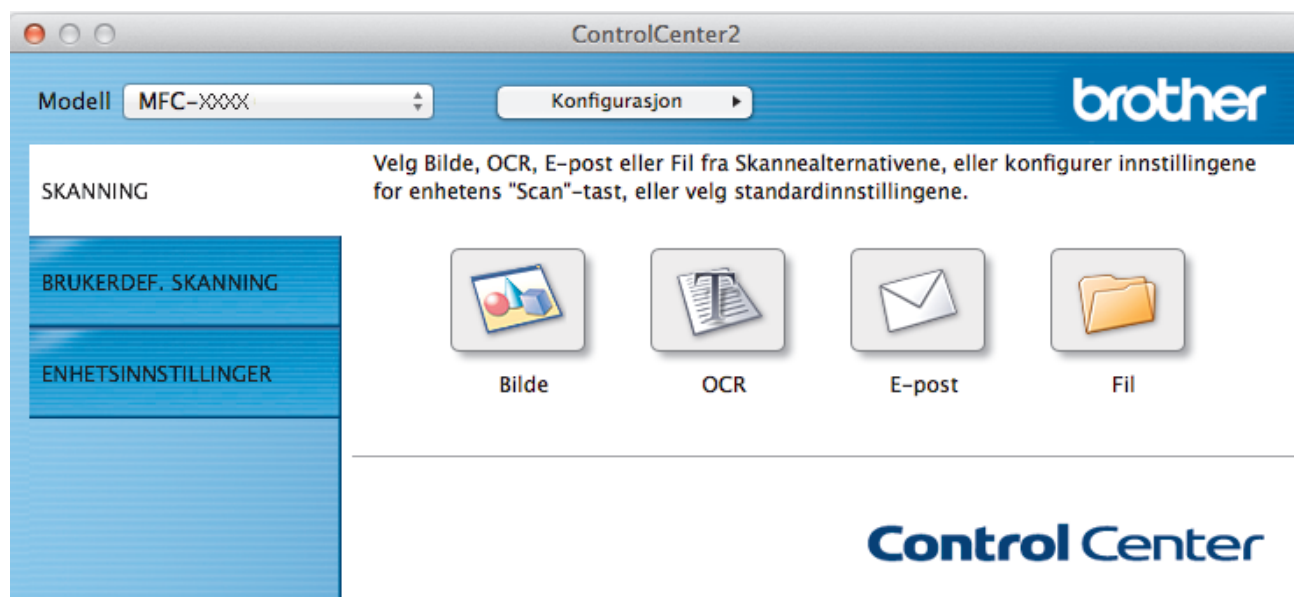 ControlCenter2
Modell MFC-XXXX Konfigurasjon
brother
Velg Bilde, OCR, E-post eller Fil fra Skannealternativene, eller konfigurer innstillingene
for enhetens "Scan"-tast, eller velg standardinnstillingene.
SKANNING
BRUKERDEF. SKANNING
ENHETSINNSTILLINGER
Bilde OCR E-post Fil
Control Center